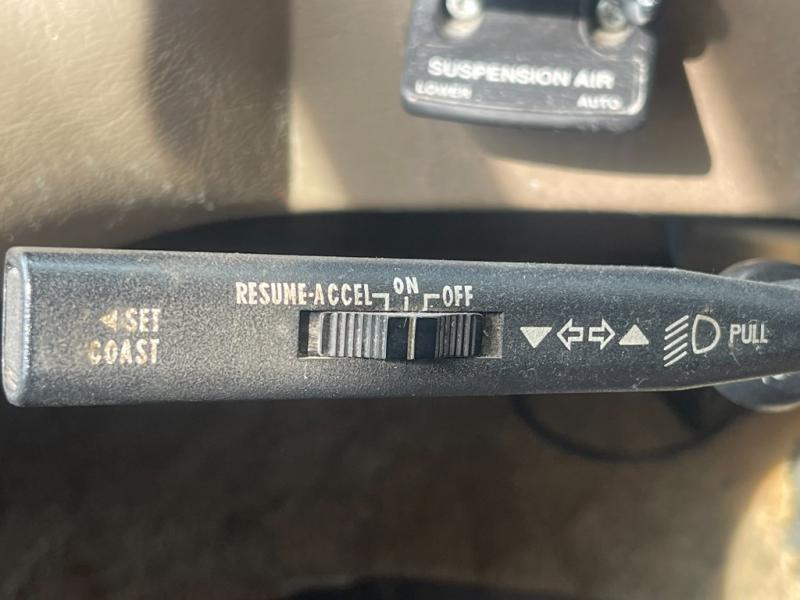 SUSPENSION AIR
LOWER AUTO
RESUME-ACCEL ON OFF
SET
COAST
PULL